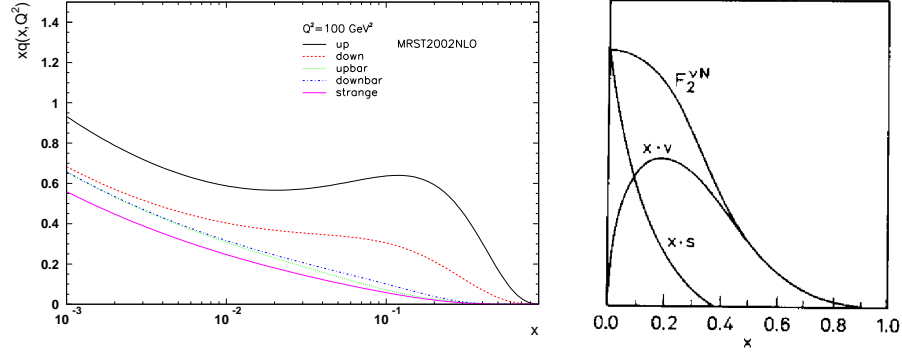 xq(x,Q²)
1.4
1.2
1
0.8
0.6
0.4
0.2
0
10⁻³
10⁻²
10⁻¹
x
Q²=100 GeV²
MRST2002NLO
up
down
upbar
downbar
strange
F₂^νN
x·v
x·s
0.0 0.2 0.4 0.6 0.8 1.0
x